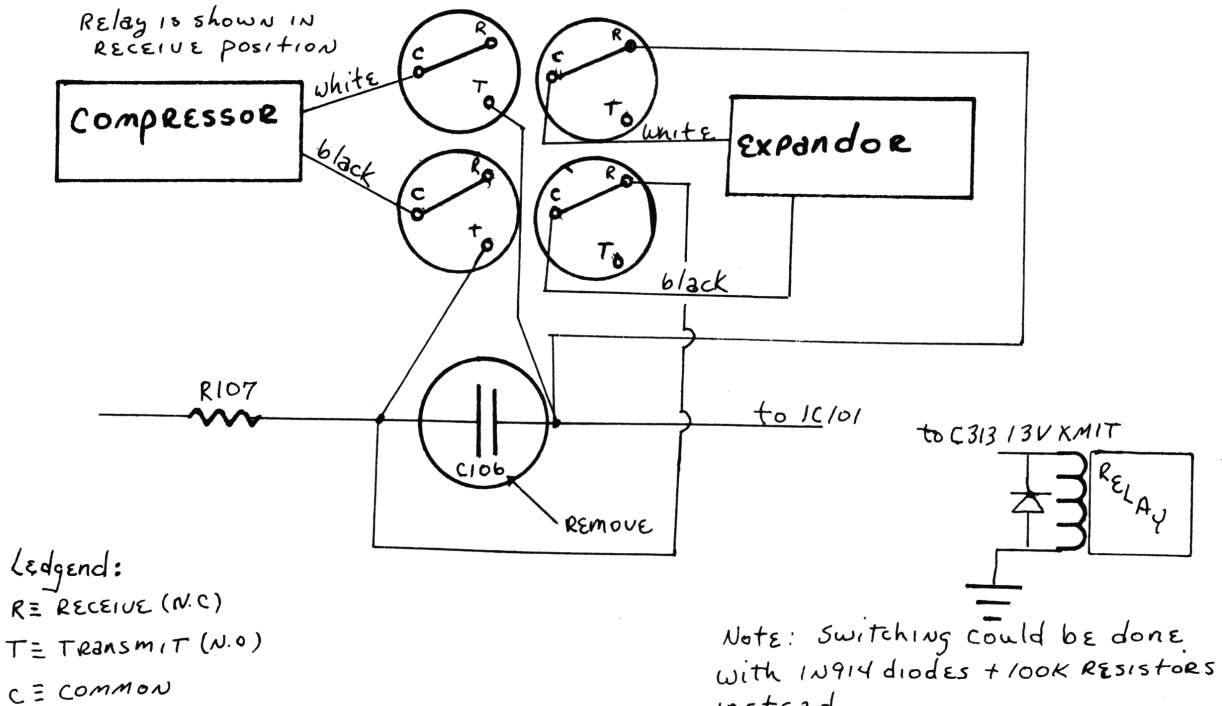 Relay is shown in
Receive position
R
C
T
R
C
T
white
Compressor
black
white
Expandor
R
C
T
R
C
T
black
R107
C106
to IC101
Remove
to C313 13V XMIT
Relay
Ledgend:
R≡ Receive (N.C)
T≡ Transmit (N.O)
C≡ Common
Note: Switching could be done
with 1N914 diodes + 100K Resistors
instead